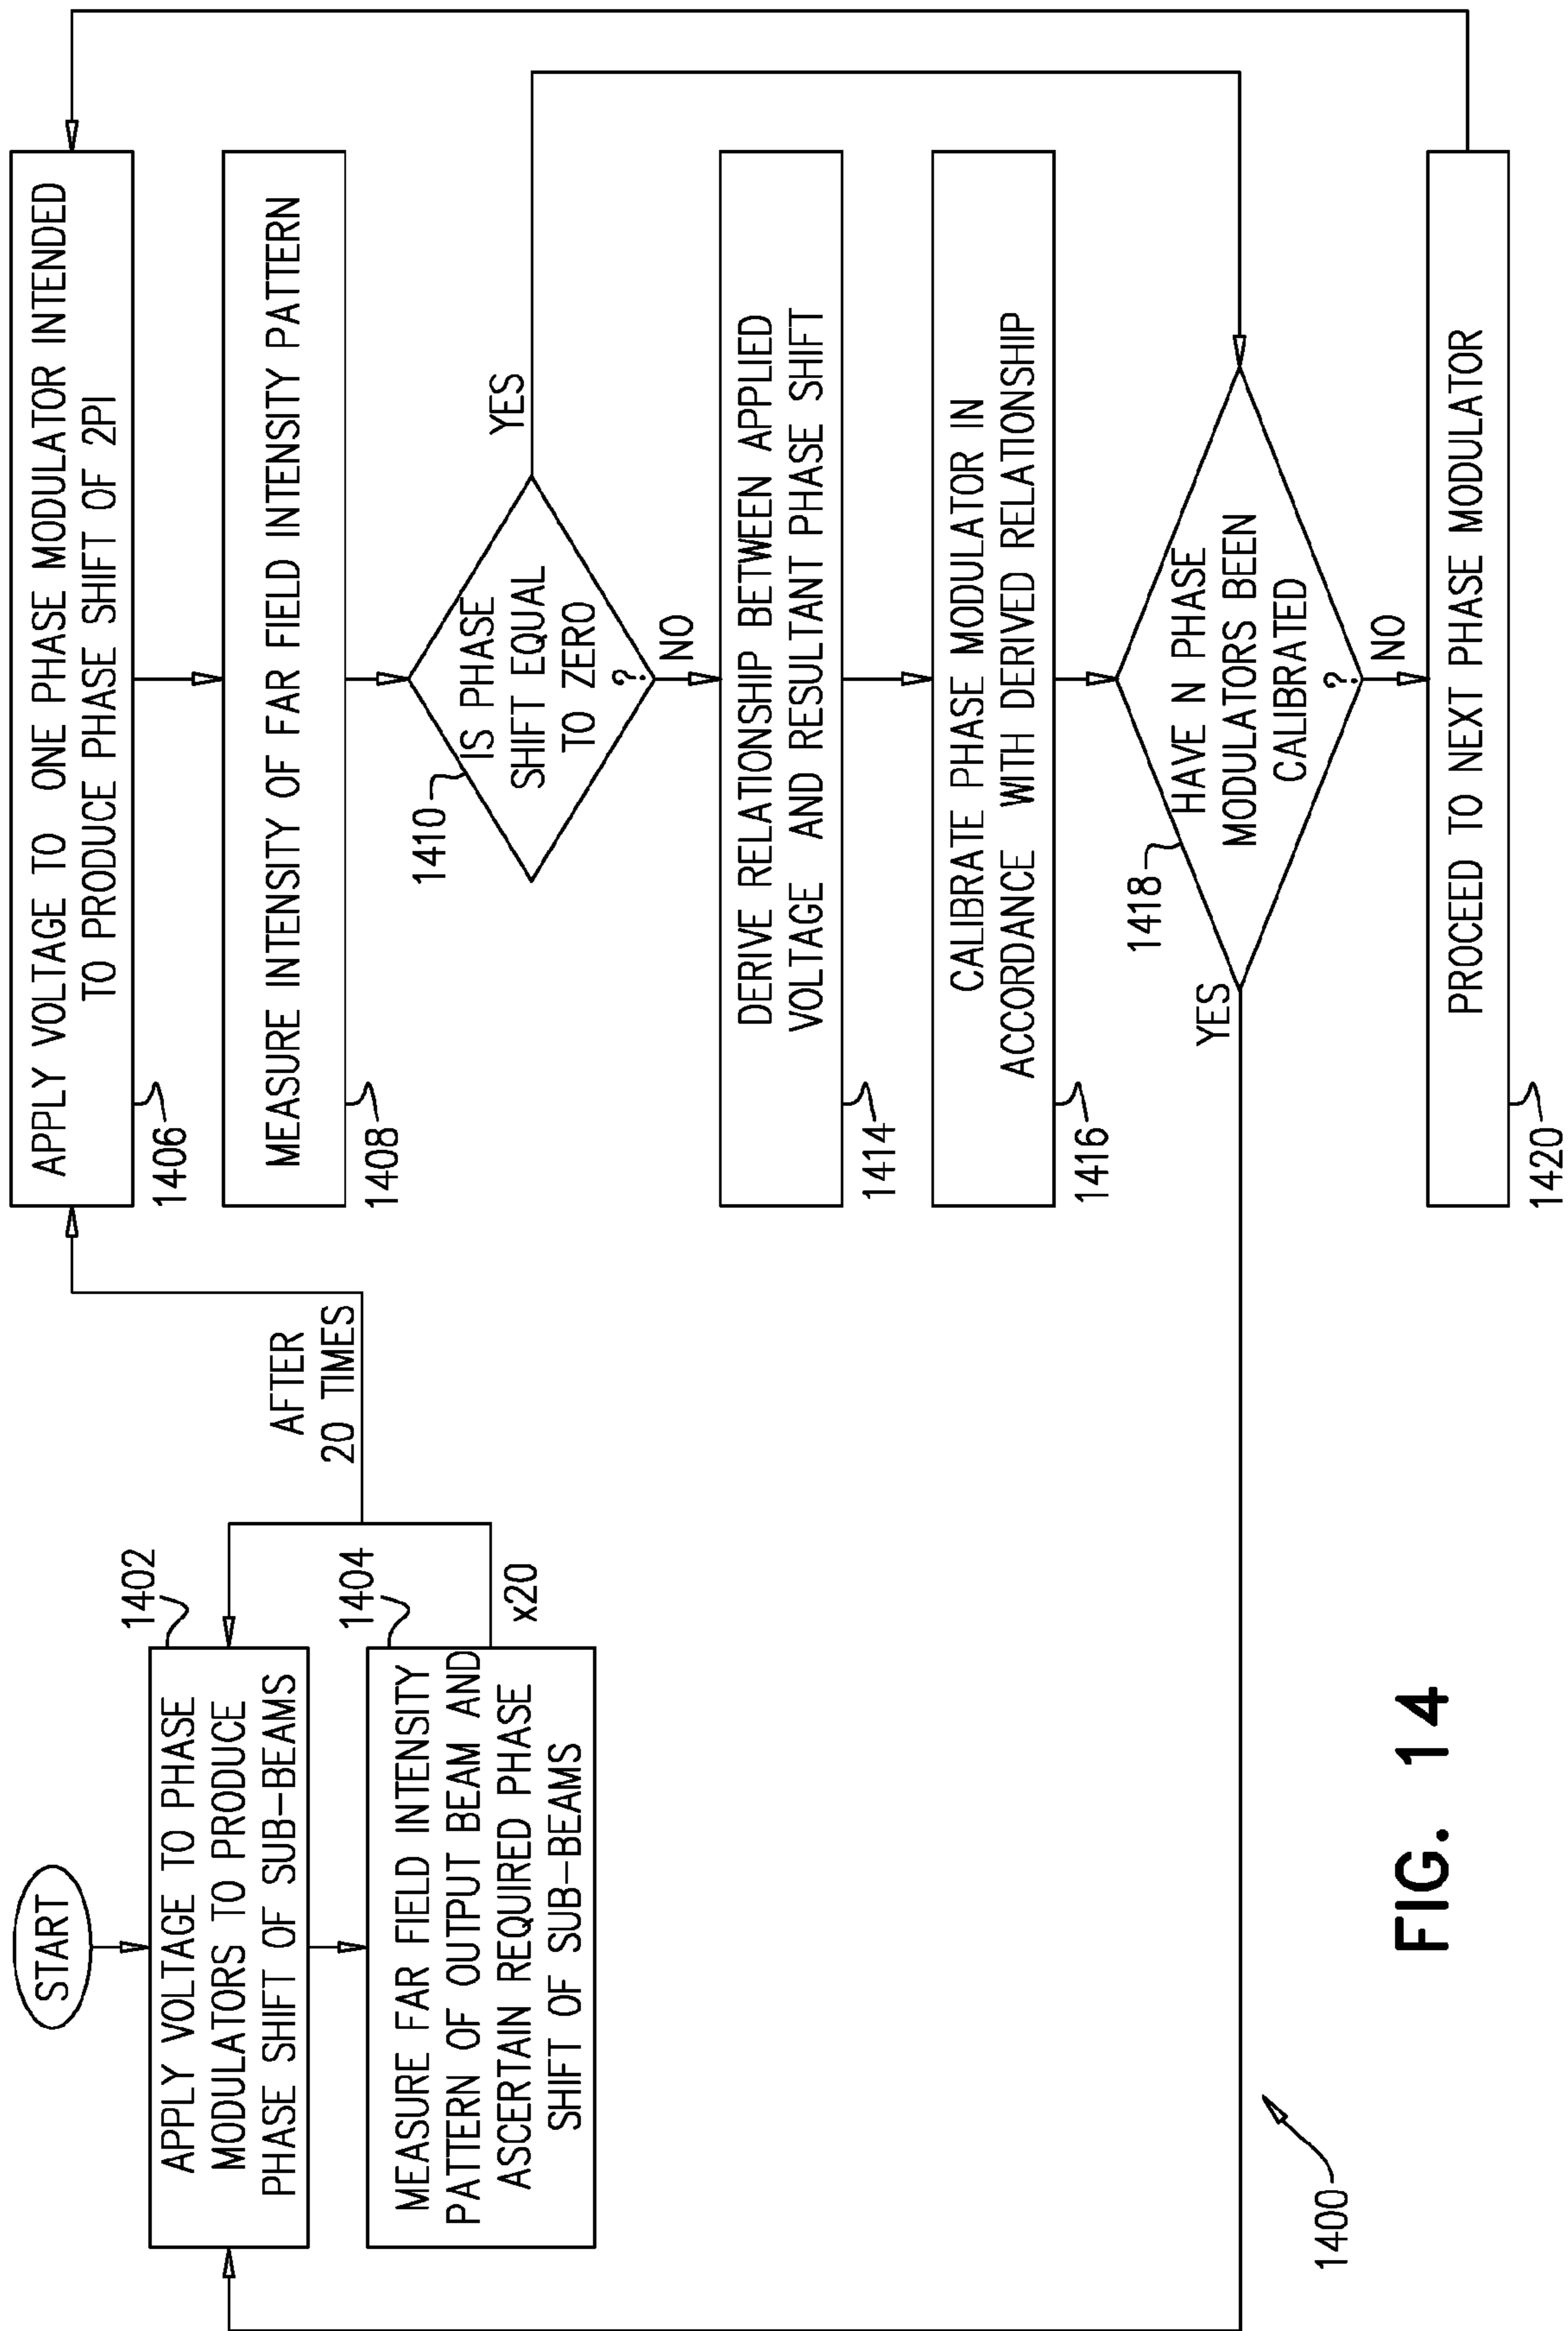 START
1402
APPLY VOLTAGE TO PHASE
MODULATORS TO PRODUCE
PHASE SHIFT OF SUB-BEAMS
1404
MEASURE FAR FIELD INTENSITY
PATTERN OF OUTPUT BEAM AND
ASCERTAIN REQUIRED PHASE
SHIFT OF SUB-BEAMS
x20
AFTER
20 TIMES
APPLY VOLTAGE TO ONE PHASE MODULATOR INTENDED
TO PRODUCE PHASE SHIFT OF 2PI
1406
MEASURE INTENSITY OF FAR FIELD INTENSITY PATTERN
1408
1410
IS PHASE
SHIFT EQUAL
TO ZERO
?
YES
NO
DERIVE RELATIONSHIP BETWEEN APPLIED
VOLTAGE AND RESULTANT PHASE SHIFT
1414
CALIBRATE PHASE MODULATOR IN
ACCORDANCE WITH DERIVED RELATIONSHIP
1416
1418
HAVE N PHASE
MODULATORS BEEN
CALIBRATED
?
YES
NO
PROCEED TO NEXT PHASE MODULATOR
1420
1400
FIG. 14